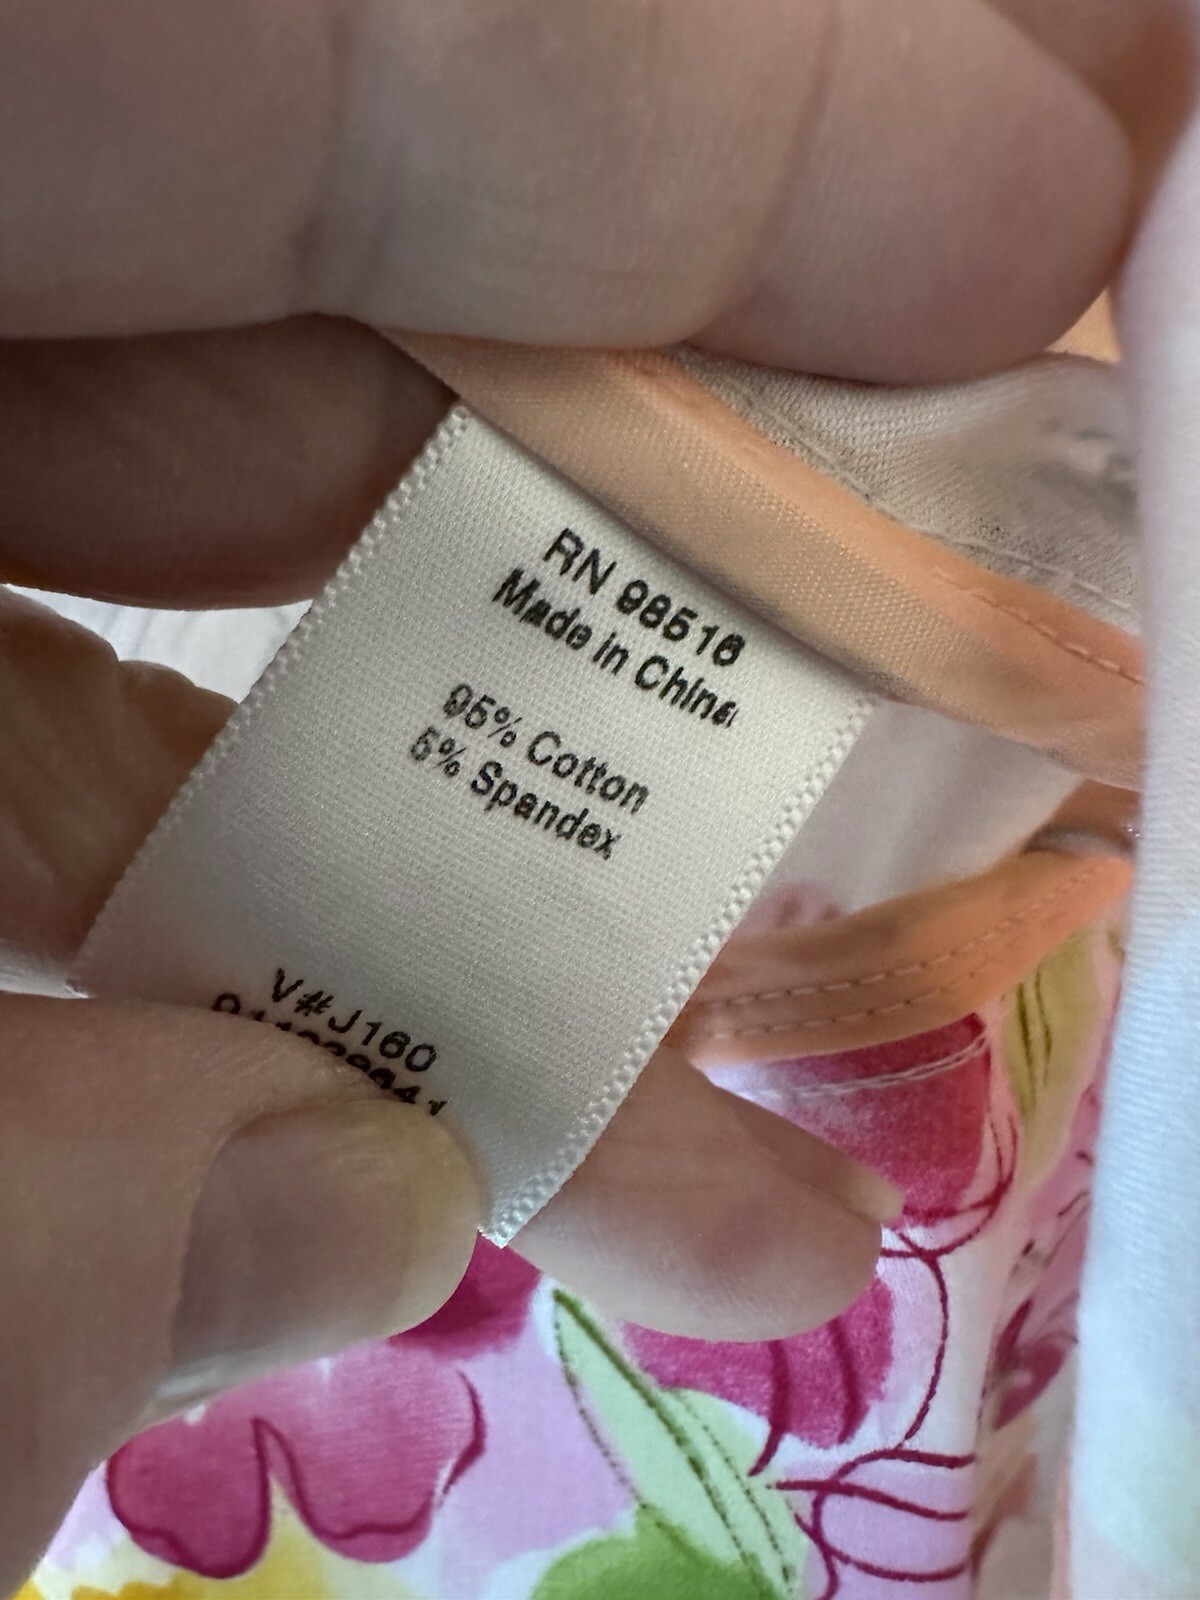 RN 98516
Made in China
95% Cotton
5% Spandex
V#J160